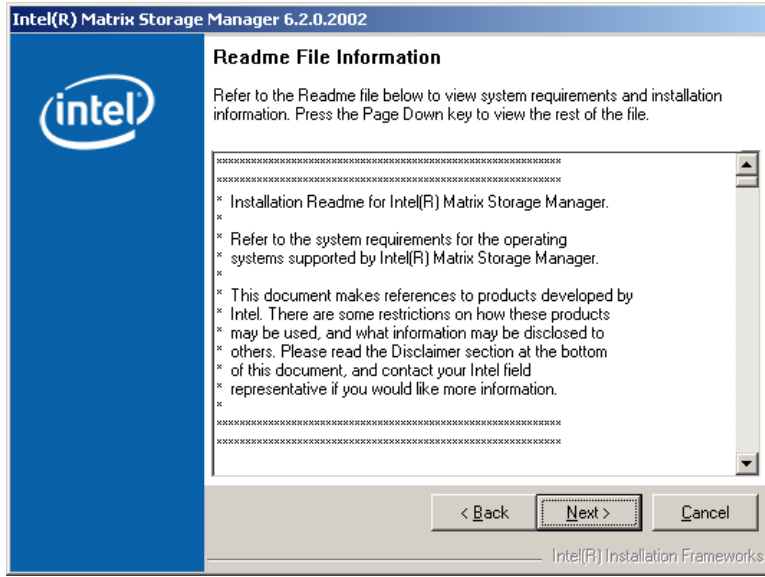 Intel(R) Matrix Storage Manager 6.2.0.2002
intel
Readme File Information
Refer to the Readme file below to view system requirements and installation
information. Press the Page Down key to view the rest of the file.
************************************************************
************************************************************
* Installation Readme for Intel(R) Matrix Storage Manager.
*
* Refer to the system requirements for the operating
* systems supported by Intel(R) Matrix Storage Manager.
*
* This document makes references to products developed by
* Intel. There are some restrictions on how these products
* may be used, and what information may be disclosed to
* others. Please read the Disclaimer section at the bottom
* of this document, and contact your Intel field
* representative if you would like more information.
*
************************************************************
************************************************************
< Back
Next >
Cancel
Intel(R) Installation Frameworks